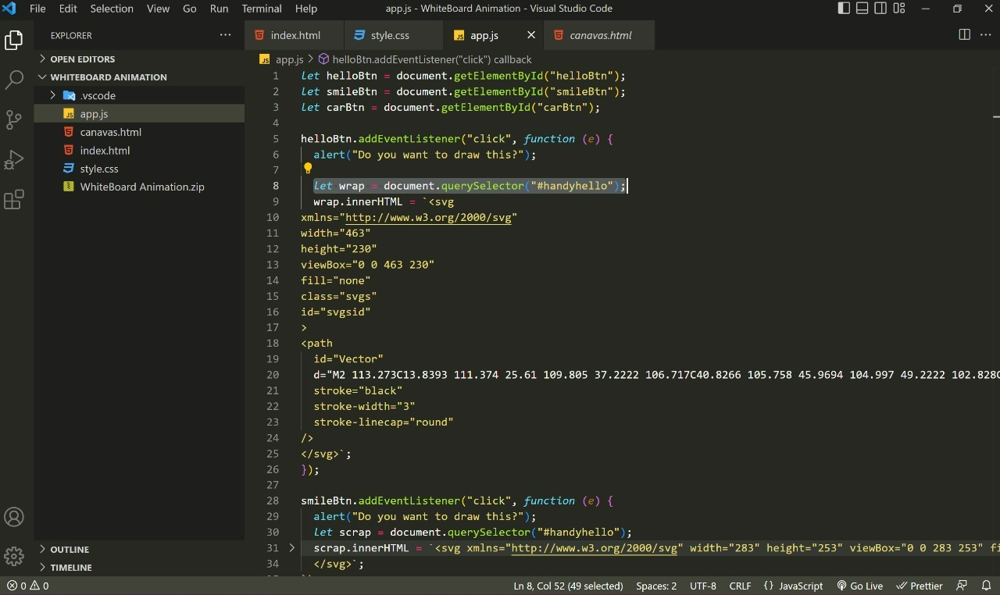 File Edit Selection View Go Run Terminal Help app.js - WhiteBoard Animation - Visual Studio Code
EXPLORER
OPEN EDITORS
WHITEBOARD ANIMATION
.vscode
JS app.js
canavas.html
index.html
style.css
WhiteBoard Animation.zip
OUTLINE
TIMELINE
index.html style.css JS app.js canavas.html
JS app.js > helloBtn.addEventListener("click") callback
1 let helloBtn = document.getElementById("helloBtn");
2 let smileBtn = document.getElementById("smileBtn");
3 let carBtn = document.getElementById("carBtn");
4
5 helloBtn.addEventListener("click", function (e) {
6 alert("Do you want to draw this?");
7
8 let wrap = document.querySelector("#handyhello");
9 wrap.innerHTML = `<svg
10 xmlns="http://www.w3.org/2000/svg"
11 width="463"
12 height="230"
13 viewBox="0 0 463 230"
14 fill="none"
15 class="svgs"
16 id="svgsid"
17 >
18 <path
19 id="Vector"
20 d="M2 113.273C13.8393 111.374 25.61 109.805 37.2222 106.717C40.8266 105.758 45.9694 104.997 49.2222 102.828
21 stroke="black"
22 stroke-width="3"
23 stroke-linecap="round"
24 />
25 </svg>`;
26 });
27
28 smileBtn.addEventListener("click", function (e) {
29 alert("Do you want to draw this?");
30 let scrap = document.querySelector("#handyhello");
31 scrap.innerHTML = `<svg xmlns="http://www.w3.org/2000/svg" width="283" height="253" viewBox="0 0 283 253" fi
34 </svg>`;
0 0 Ln 8, Col 52 (49 selected) Spaces: 2 UTF-8 CRLF {} JavaScript Go Live Prettier